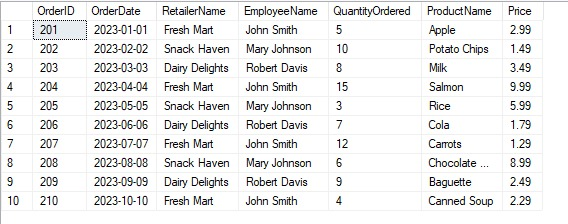 OrderID OrderDate RetailerName EmployeeName QuantityOrdered ProductName Price
1 201 2023-01-01 Fresh Mart John Smith 5 Apple 2.99
2 202 2023-02-02 Snack Haven Mary Johnson 10 Potato Chips 1.49
3 203 2023-03-03 Dairy Delights Robert Davis 8 Milk 3.49
4 204 2023-04-04 Fresh Mart John Smith 15 Salmon 9.99
5 205 2023-05-05 Snack Haven Mary Johnson 3 Rice 5.99
6 206 2023-06-06 Dairy Delights Robert Davis 7 Cola 1.79
7 207 2023-07-07 Fresh Mart John Smith 12 Carrots 1.29
8 208 2023-08-08 Snack Haven Mary Johnson 6 Chocolate ... 8.99
9 209 2023-09-09 Dairy Delights Robert Davis 9 Baguette 2.49
10 210 2023-10-10 Fresh Mart John Smith 4 Canned Soup 2.29